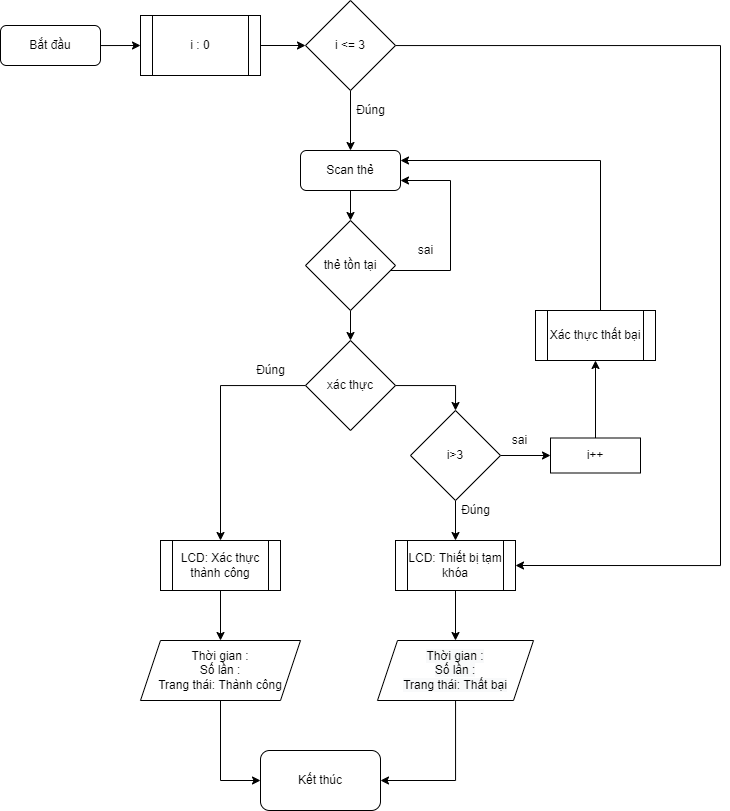 Bắt đầu
i : 0
i <= 3
Đúng
Scan thẻ
thẻ tồn tại
sai
Xác thực thất bại
Đúng
xác thực
i>3
sai
i++
Đúng
LCD: Xác thực
thành công
LCD: Thiết bị tạm
khóa
Thời gian :
Số lần :
Trang thái: Thành công
Thời gian :
Số lần :
Trang thái: Thất bại
Kết thúc